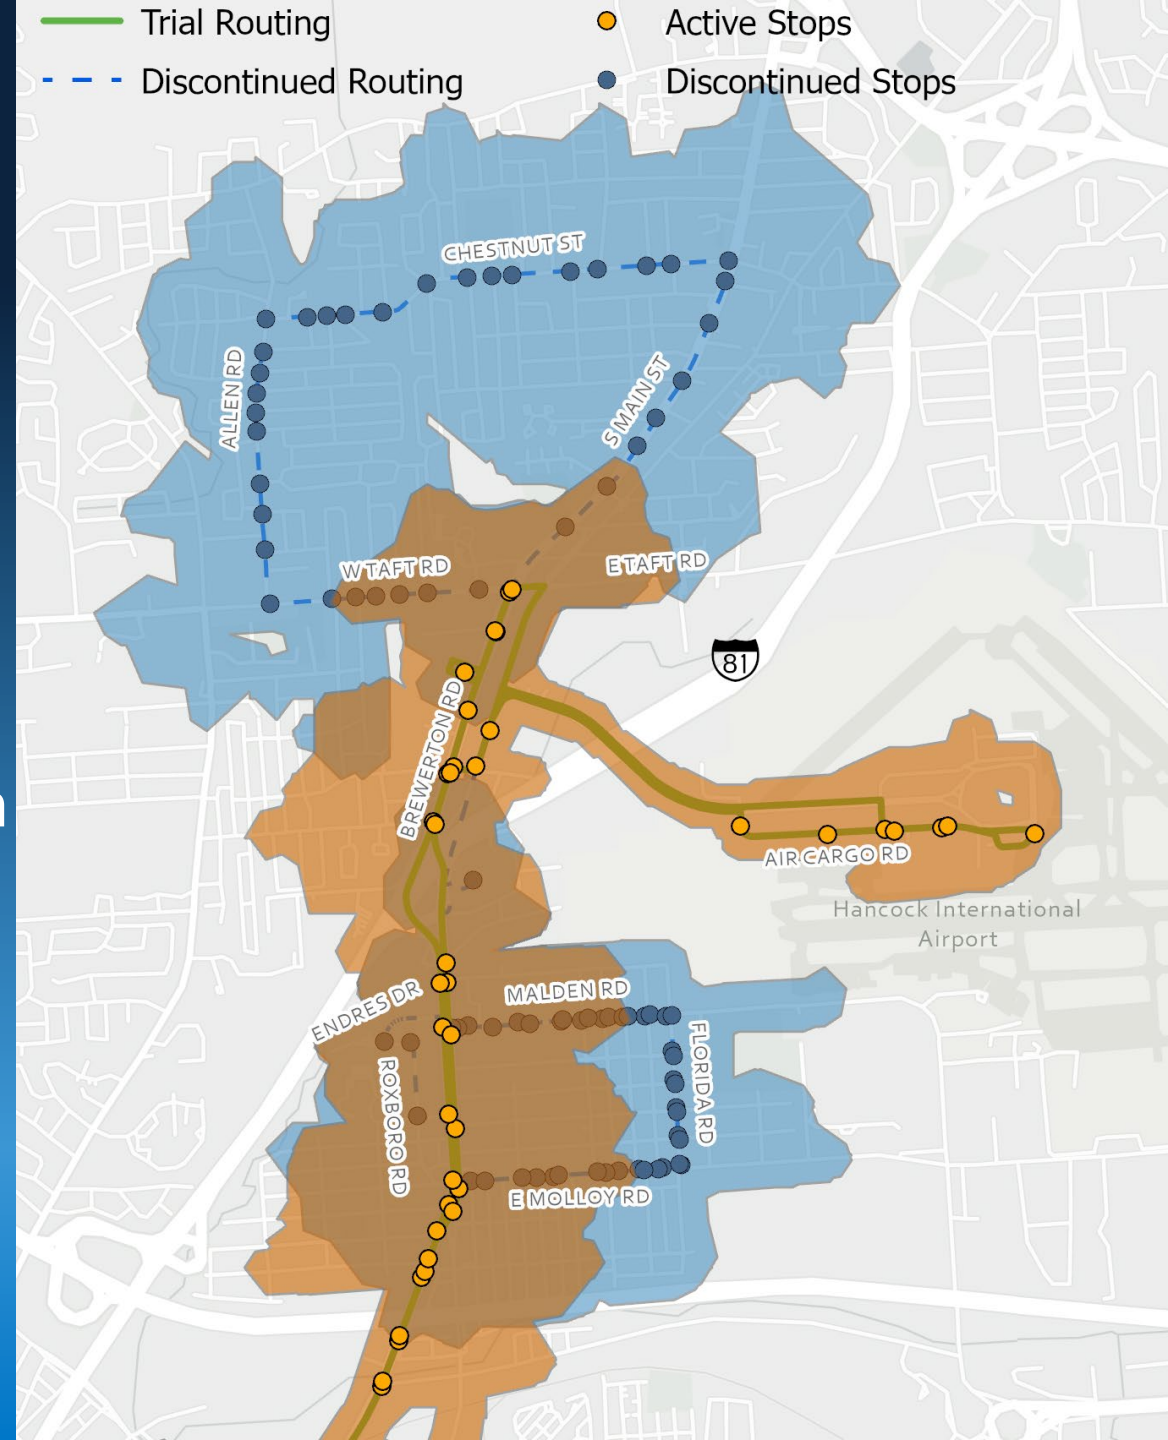 Trial Routing
Active Stops
Discontinued Routing
Discontinued Stops
CHESTNUT ST
ALLEN RD
S MAIN ST
W TAFT RD
E TAFT RD
81
BREWERTON RD
AIR CARGO RD
Hancock International
Airport
ENDRES DR
MALDEN RD
FLORIDA RD
ROXBORO RD
E MOLLOY RD